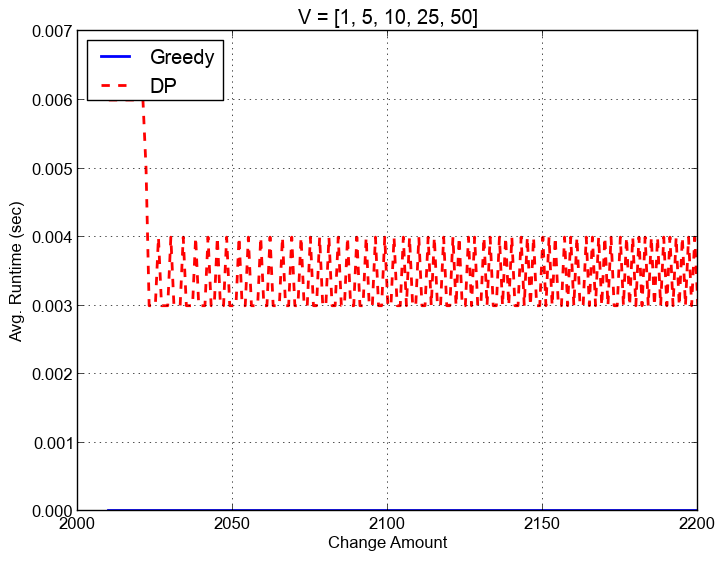 V = [1, 5, 10, 25, 50]
0.007
Greedy
DP
0.006
0.005
0.004
0.003
0.002
0.001
0.000
Avg. Runtime (sec)
2000 2050 2100 2150 2200
Change Amount